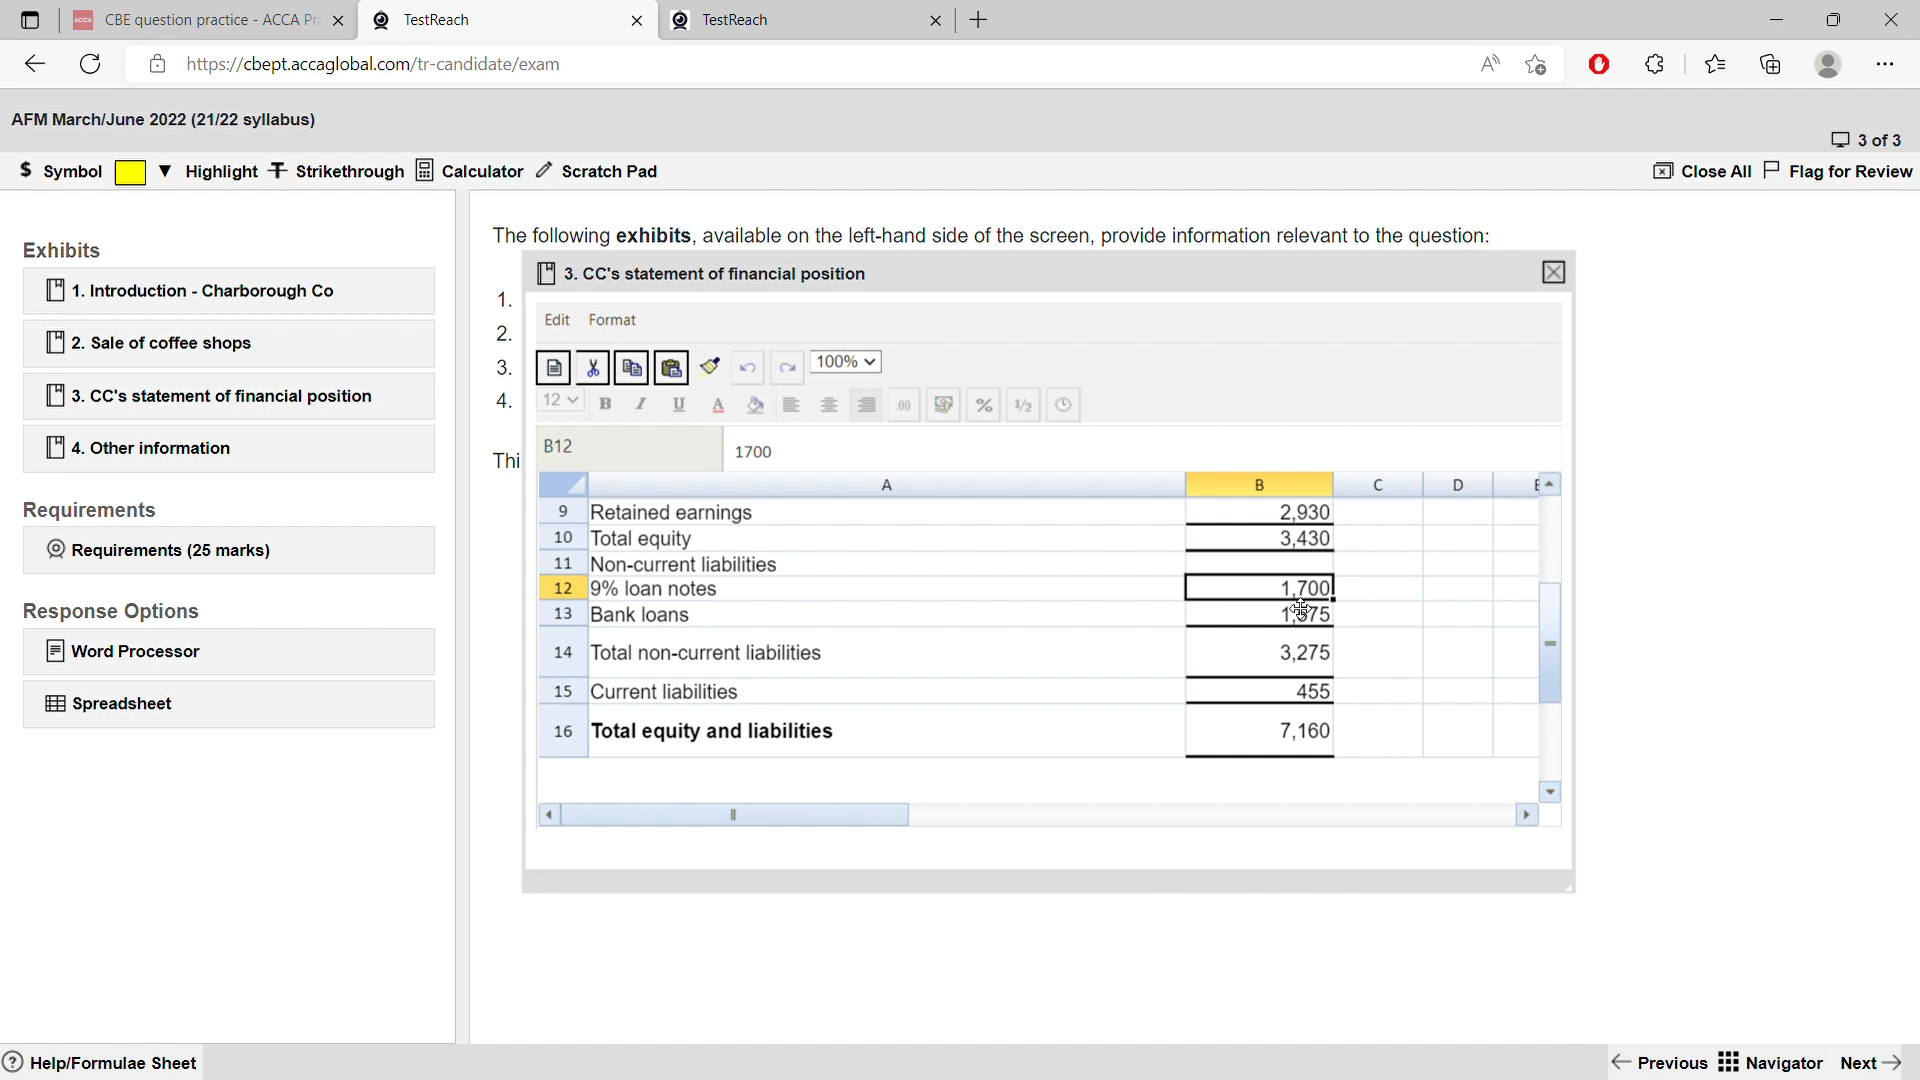 CBE question practice - ACCA Pr
TestReach
TestReach
https://cbept.accaglobal.com/tr-candidate/exam
AFM March/June 2022 (21/22 syllabus)
3 of 3
$ Symbol Highlight Strikethrough Calculator Scratch Pad
Close All Flag for Review
Exhibits
1. Introduction - Charborough Co
2. Sale of coffee shops
3. CC's statement of financial position
4. Other information
Requirements
Requirements (25 marks)
Response Options
Word Processor
Spreadsheet
The following exhibits, available on the left-hand side of the screen, provide information relevant to the question:
1.
2.
3.
4.
Thi
3. CC's statement of financial position
Edit Format
100%
12 B I U A .00 % 1/2
B12 1700
A B C D E
9 Retained earnings 2,930
10 Total equity 3,430
11 Non-current liabilities
12 9% loan notes 1,700
13 Bank loans 1,575
14 Total non-current liabilities 3,275
15 Current liabilities 455
16 Total equity and liabilities 7,160
Help/Formulae Sheet
Previous Navigator Next